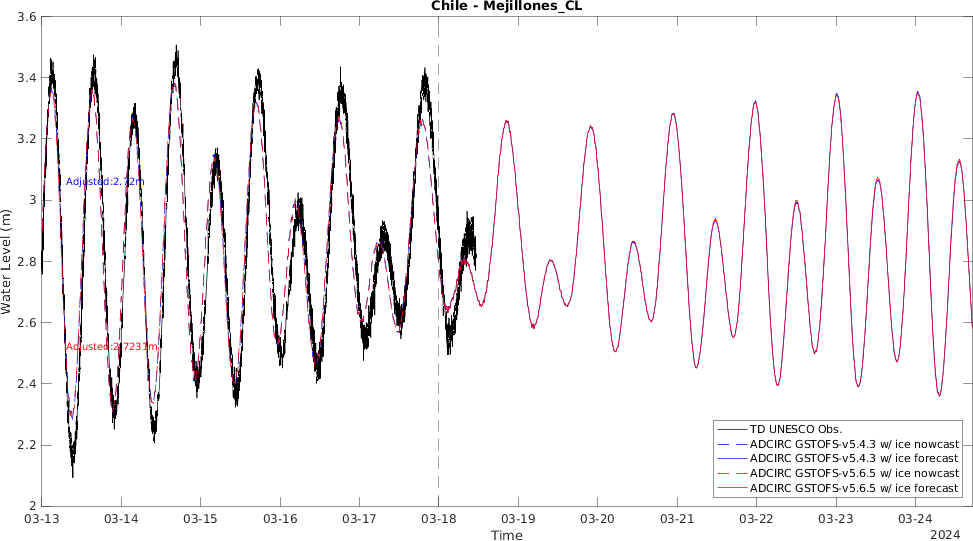 Chile - Mejillones_CL
3.6
3.4
3.2
3
2.8
2.6
2.4
2.2
2
Water Level (m)
Adjusted:2.72m
Adjusted:2.7231m
TD UNESCO Obs.
ADCIRC GSTOFS-v5.4.3 w/ ice nowcast
ADCIRC GSTOFS-v5.4.3 w/ ice forecast
ADCIRC GSTOFS-v5.6.5 w/ ice nowcast
ADCIRC GSTOFS-v5.6.5 w/ ice forecast
03-13 03-14 03-15 03-16 03-17 03-18 03-19 03-20 03-21 03-22 03-23 03-24
Time
2024